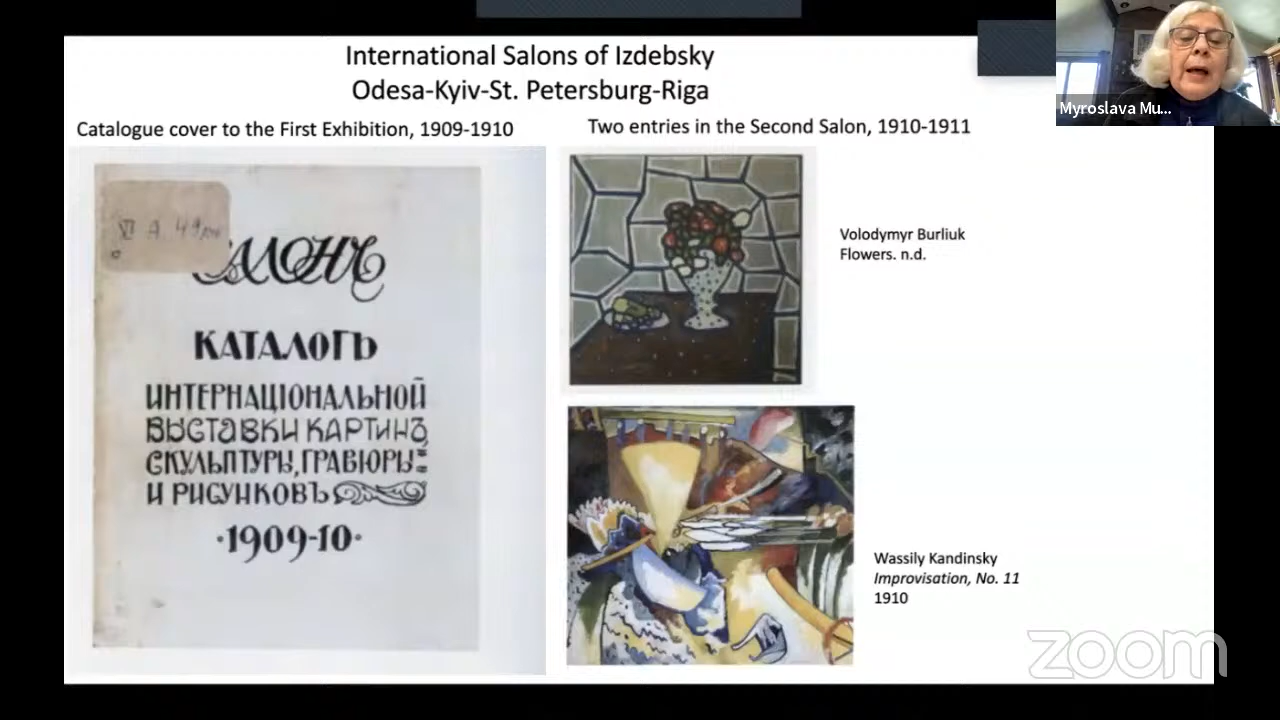 International Salons of Izdebsky
Odesa-Kyiv-St. Petersburg-Riga
Catalogue cover to the First Exhibition, 1909-1910
Two entries in the Second Salon, 1910-1911
КАТАЛОГЪ
ИНТЕРНАЦІОНАЛЬНОЙ
ВЫСТАВКИ КАРТИНЪ,
СКУЛЬПТУРЫ, ГРАВЮРЫ
И РИСУНКОВЪ
·1909-10·
Volodymyr Burliuk
Flowers. n.d.
Wassily Kandinsky
Improvisation, No. 11
1910
Myroslava Mu...
zoom